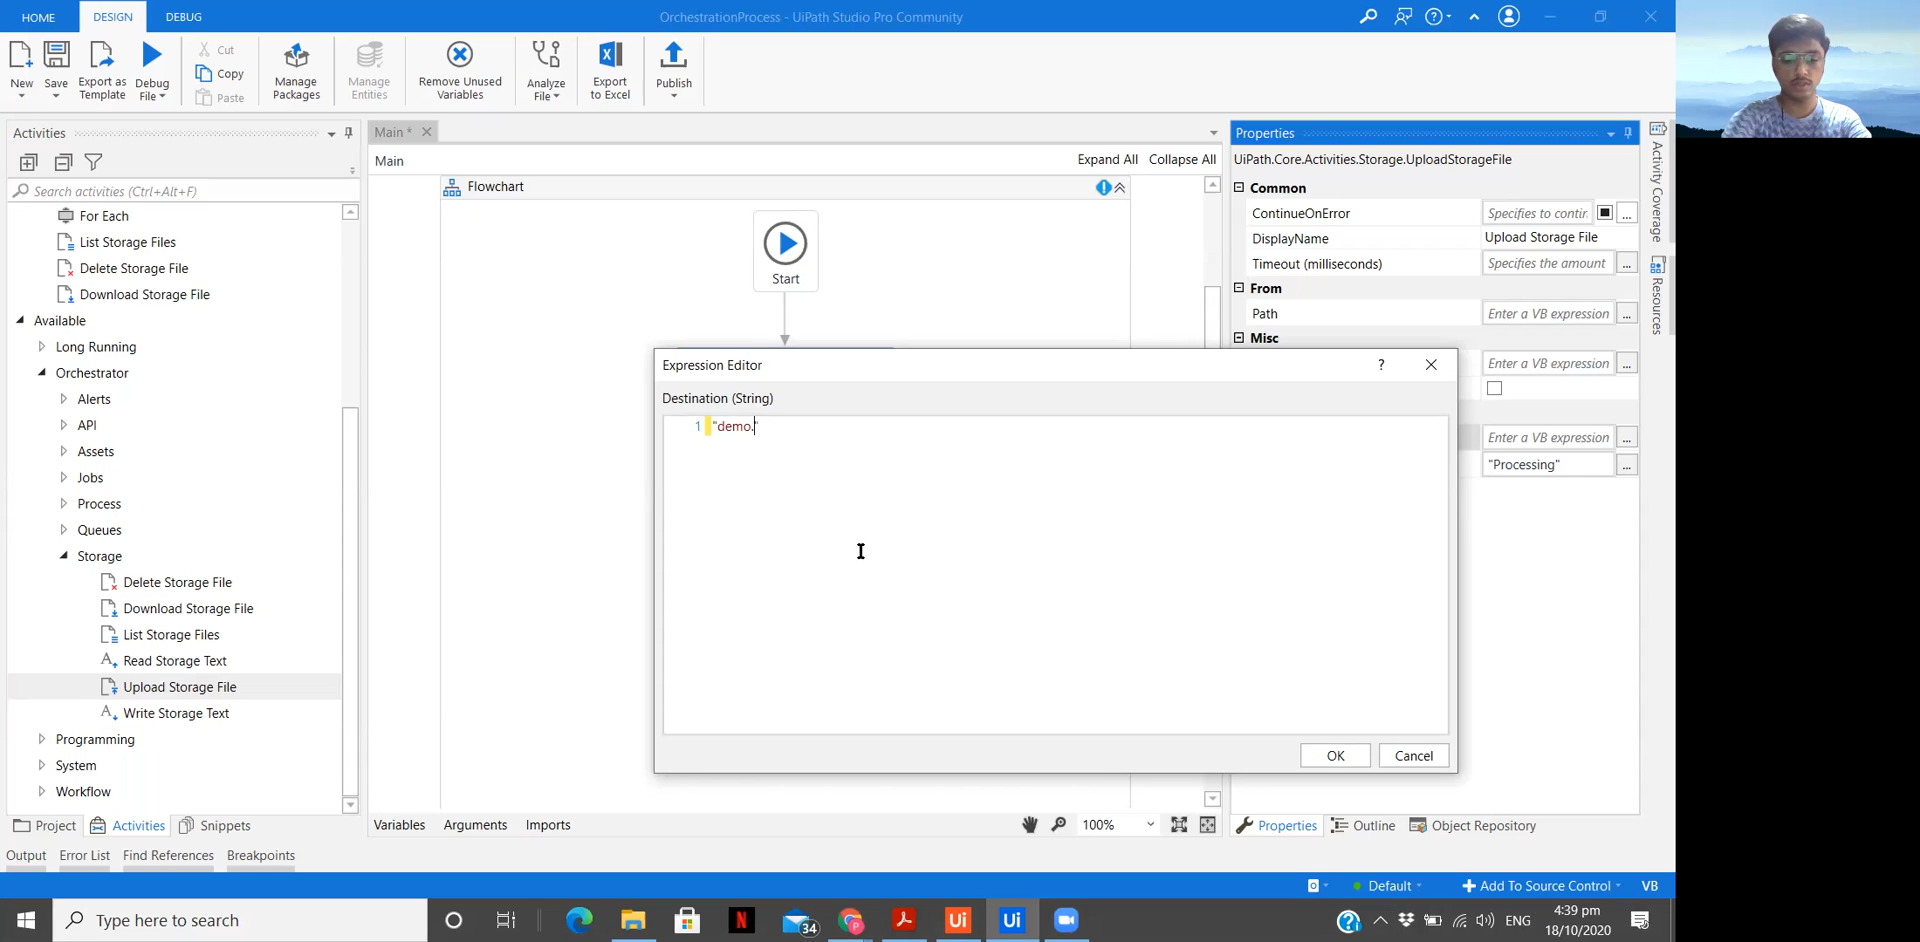 HOME
DESIGN
DEBUG
OrchestrationProcess - UiPath Studio Pro Community
New
Save
Export as
Template
Debug
File
Cut
Copy
Paste
Manage
Packages
Manage
Entities
Remove Unused
Variables
Analyze
File
Export
to Excel
Publish
Activities
Search activities (Ctrl+Alt+F)
For Each
List Storage Files
Delete Storage File
Download Storage File
Available
Long Running
Orchestrator
Alerts
API
Assets
Jobs
Process
Queues
Storage
Delete Storage File
Download Storage File
List Storage Files
Read Storage Text
Upload Storage File
Write Storage Text
Programming
System
Workflow
Project
Activities
Snippets
Output
Error List
Find References
Breakpoints
Main *
Main
Expand All
Collapse All
Flowchart
Start
Expression Editor
Destination (String)
1 "demo."
OK
Cancel
Variables
Arguments
Imports
100%
Properties
UiPath.Core.Activities.Storage.UploadStorageFile
Common
ContinueOnError
Specifies to contir
DisplayName
Upload Storage File
Timeout (milliseconds)
Specifies the amount
From
Path
Enter a VB expression
Misc
Enter a VB expression
Enter a VB expression
"Processing"
Properties
Outline
Object Repository
Activity Coverage
Resources
Default
Add To Source Control
VB
Type here to search
34
Ui
Ui
ENG
4:39 pm
18/10/2020